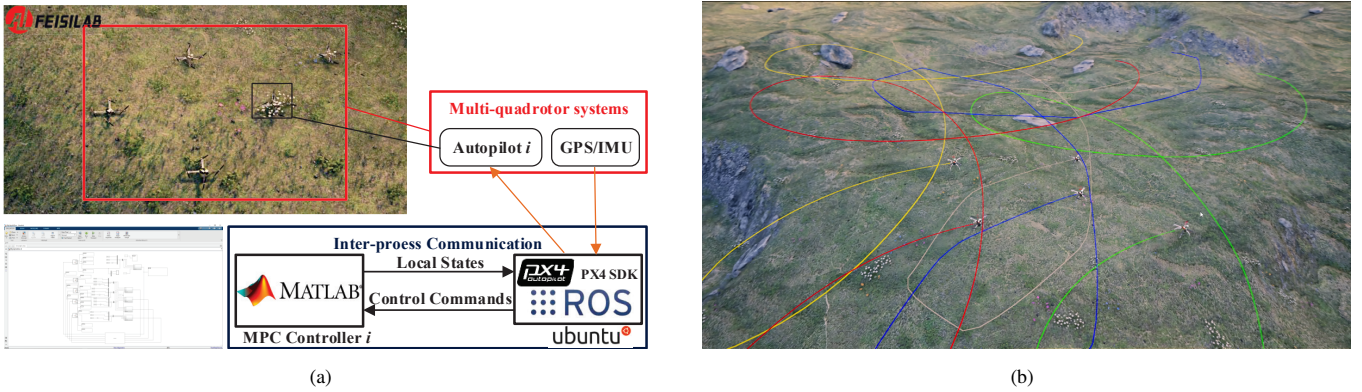 FEISILAB
Multi-quadrotor systems
Autopilot i
GPS/IMU
Inter-proess Communication
Local States
px4
autopilot
PX4 SDK
MATLAB®
Control Commands
ROS
MPC Controller i
ubuntu
(a)
(b)